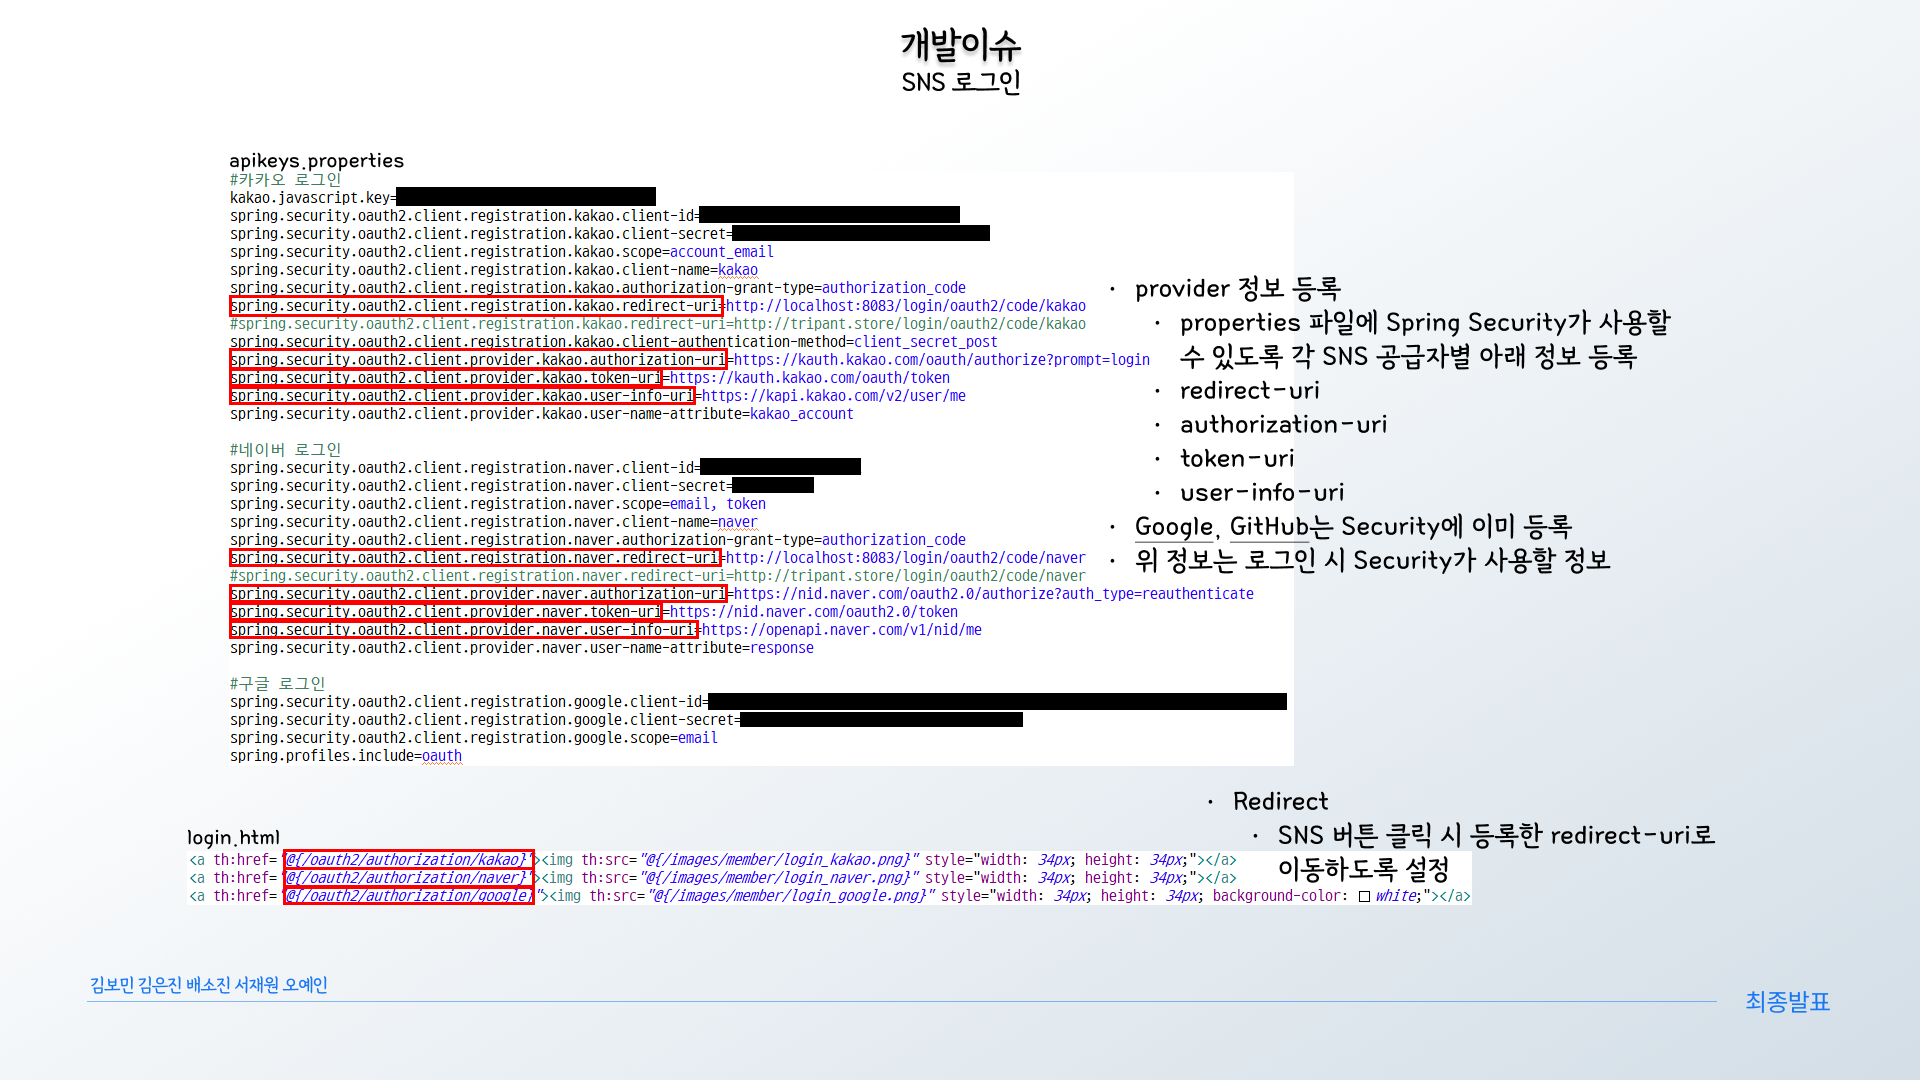 개발이슈
SNS 로그인
apikeys.properties
#카카오 로그인
kakao.javascript.key=
spring.security.oauth2.client.registration.kakao.client-id=
spring.security.oauth2.client.registration.kakao.client-secret=
spring.security.oauth2.client.registration.kakao.scope=account_email
spring.security.oauth2.client.registration.kakao.client-name=kakao
spring.security.oauth2.client.registration.kakao.authorization-grant-type=authorization_code
spring.security.oauth2.client.registration.kakao.redirect-uri=http://localhost:8083/login/oauth2/code/kakao
#spring.security.oauth2.client.registration.kakao.redirect-uri=http://tripant.store/login/oauth2/code/kakao
spring.security.oauth2.client.registration.kakao.client-authentication-method=client_secret_post
spring.security.oauth2.client.provider.kakao.authorization-uri=https://kauth.kakao.com/oauth/authorize?prompt=login
spring.security.oauth2.client.provider.kakao.token-uri=https://kauth.kakao.com/oauth/token
spring.security.oauth2.client.provider.kakao.user-info-uri=https://kapi.kakao.com/v2/user/me
spring.security.oauth2.client.provider.kakao.user-name-attribute=kakao_account
#네이버 로그인
spring.security.oauth2.client.registration.naver.client-id=
spring.security.oauth2.client.registration.naver.client-secret=
spring.security.oauth2.client.registration.naver.scope=email, token
spring.security.oauth2.client.registration.naver.client-name=naver
spring.security.oauth2.client.registration.naver.authorization-grant-type=authorization_code
spring.security.oauth2.client.registration.naver.redirect-uri=http://localhost:8083/login/oauth2/code/naver
#spring.security.oauth2.client.registration.naver.redirect-uri=http://tripant.store/login/oauth2/code/naver
spring.security.oauth2.client.provider.naver.authorization-uri=https://nid.naver.com/oauth2.0/authorize?auth_type=reauthenticate
spring.security.oauth2.client.provider.naver.token-uri=https://nid.naver.com/oauth2.0/token
spring.security.oauth2.client.provider.naver.user-info-uri=https://openapi.naver.com/v1/nid/me
spring.security.oauth2.client.provider.naver.user-name-attribute=response
#구글 로그인
spring.security.oauth2.client.registration.google.client-id=
spring.security.oauth2.client.registration.google.client-secret=
spring.security.oauth2.client.registration.google.scope=email
spring.profiles.include=oauth
• provider 정보 등록
• properties 파일에 Spring Security가 사용할
수 있도록 각 SNS 공급자별 아래 정보 등록
• redirect-uri
• authorization-uri
• token-uri
• user-info-uri
• Google, GitHub는 Security에 이미 등록
• 위 정보는 로그인 시 Security가 사용할 정보
• Redirect
• SNS 버튼 클릭 시 등록한 redirect-uri로
이동하도록 설정
login.html
<a th:href="@{/oauth2/authorization/kakao}"><img th:src="@{/images/member/login_kakao.png}" style="width: 34px; height: 34px;"></a>
<a th:href="@{/oauth2/authorization/naver}"><img th:src="@{/images/member/login_naver.png}" style="width: 34px; height: 34px;"></a>
<a th:href="@{/oauth2/authorization/google}"><img th:src="@{/images/member/login_google.png}" style="width: 34px; height: 34px; background-color: white;"></a>
김보민 김은진 배소진 서재원 오예인
최종발표